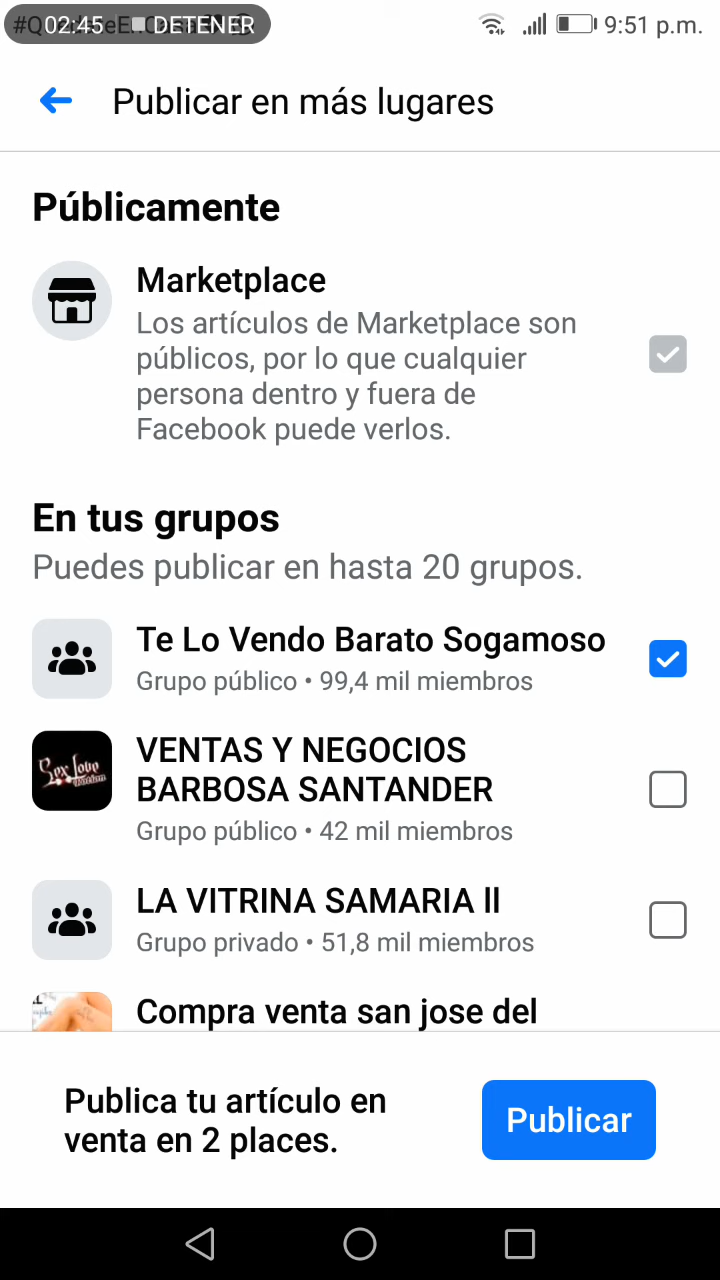 02:45 DETENER
9:51 p.m.
Publicar en más lugares
Públicamente
Marketplace
Los artículos de Marketplace son
públicos, por lo que cualquier
persona dentro y fuera de
Facebook puede verlos.
En tus grupos
Puedes publicar en hasta 20 grupos.
Te Lo Vendo Barato Sogamoso
Grupo público • 99,4 mil miembros
VENTAS Y NEGOCIOS
BARBOSA SANTANDER
Grupo público • 42 mil miembros
LA VITRINA SAMARIA ll
Grupo privado • 51,8 mil miembros
Compra venta san jose del
Publica tu artículo en
venta en 2 places.
Publicar